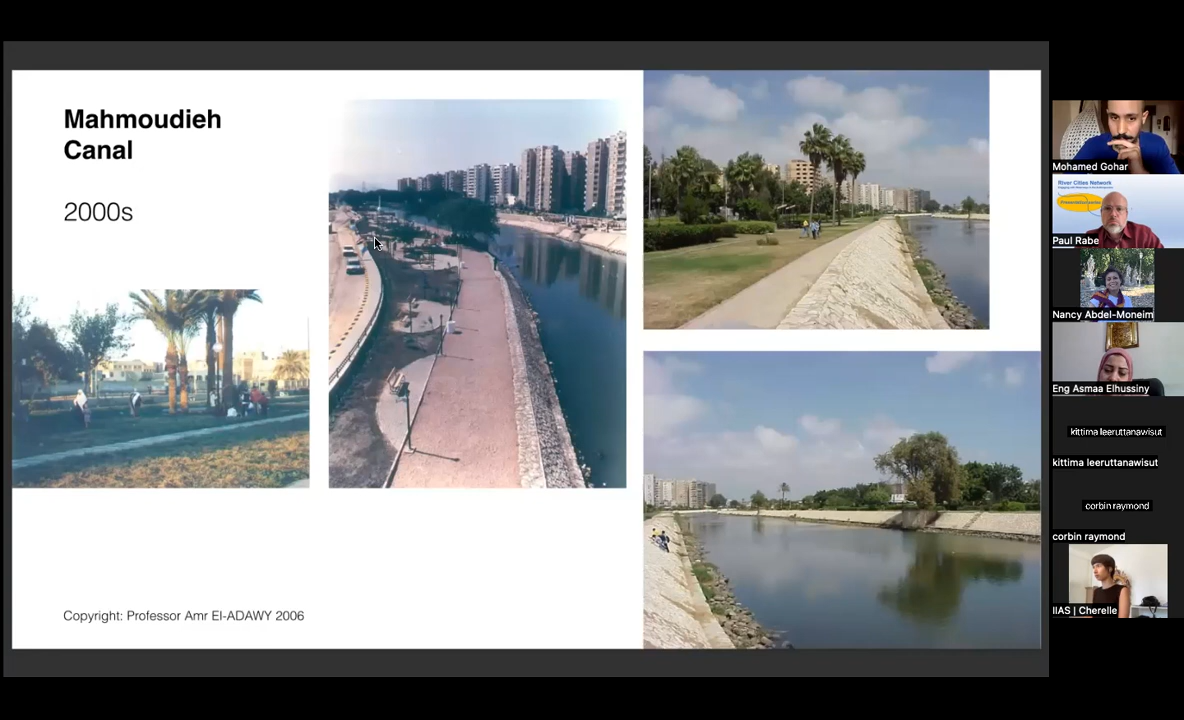 Mahmoudieh
Canal
2000s
Copyright: Professor Amr El-ADAWY 2006
Mohamed Gohar
River Cities Network
Paul Rabe
Nancy Abdel-Moneim
Eng Asmaa Elhussiny
kittima leeruttanawisut
kittima leeruttanawisut
corbin raymond
corbin raymond
IIAS | Cherelle